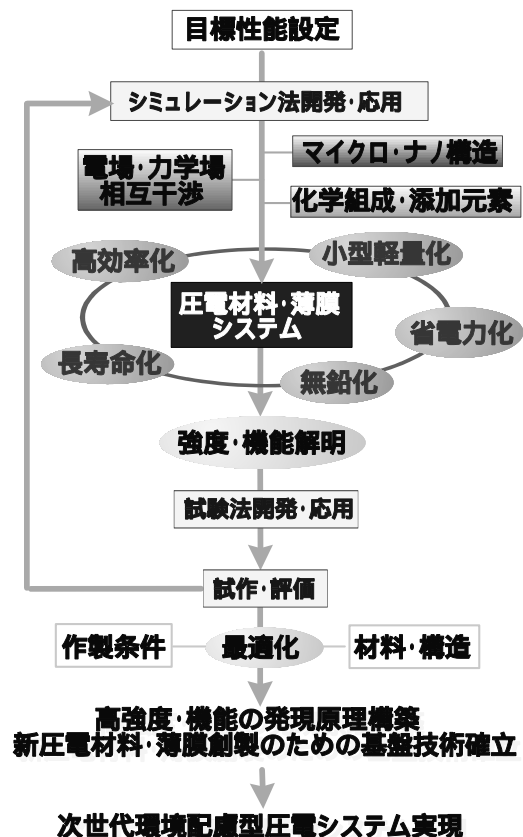 目標性能設定
シミュレーション法開発・応用
マイクロ・ナノ構造
電場・力学場
相互干渉
化学組成・添加元素
高効率化
小型軽量化
圧電材料・薄膜
システム
省電力化
長寿命化
無鉛化
強度・機能解明
試験法開発・応用
試作・評価
作製条件
最適化
材料・構造
高強度・機能の発現原理構築
新圧電材料・薄膜創製のための基盤技術確立
次世代環境配慮型圧電システム実現